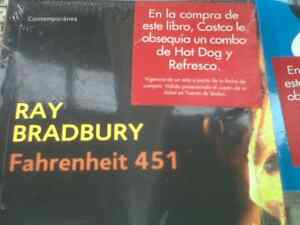 Contemporánea
En la compra de
este libro, Costco le
obsequia un combo
de Hot Dog y
Refresco.
RAY
BRADBURY
Fahrenheit 451
En
es
obs